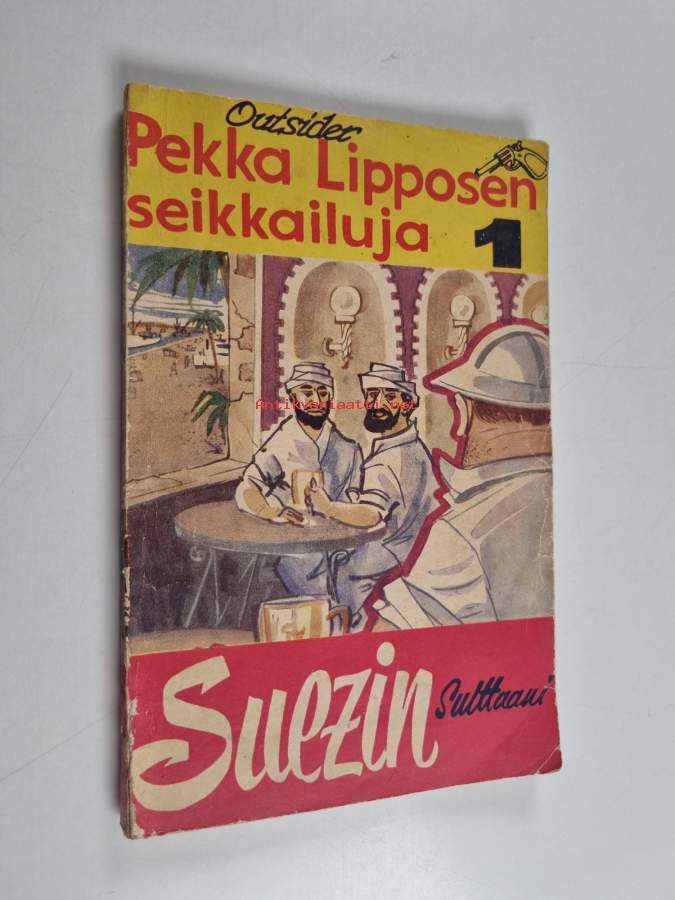 Outsider
Pekka Lipposen
seikkailuja 1
Antikvariaatti.net
Suezin Sulttaani